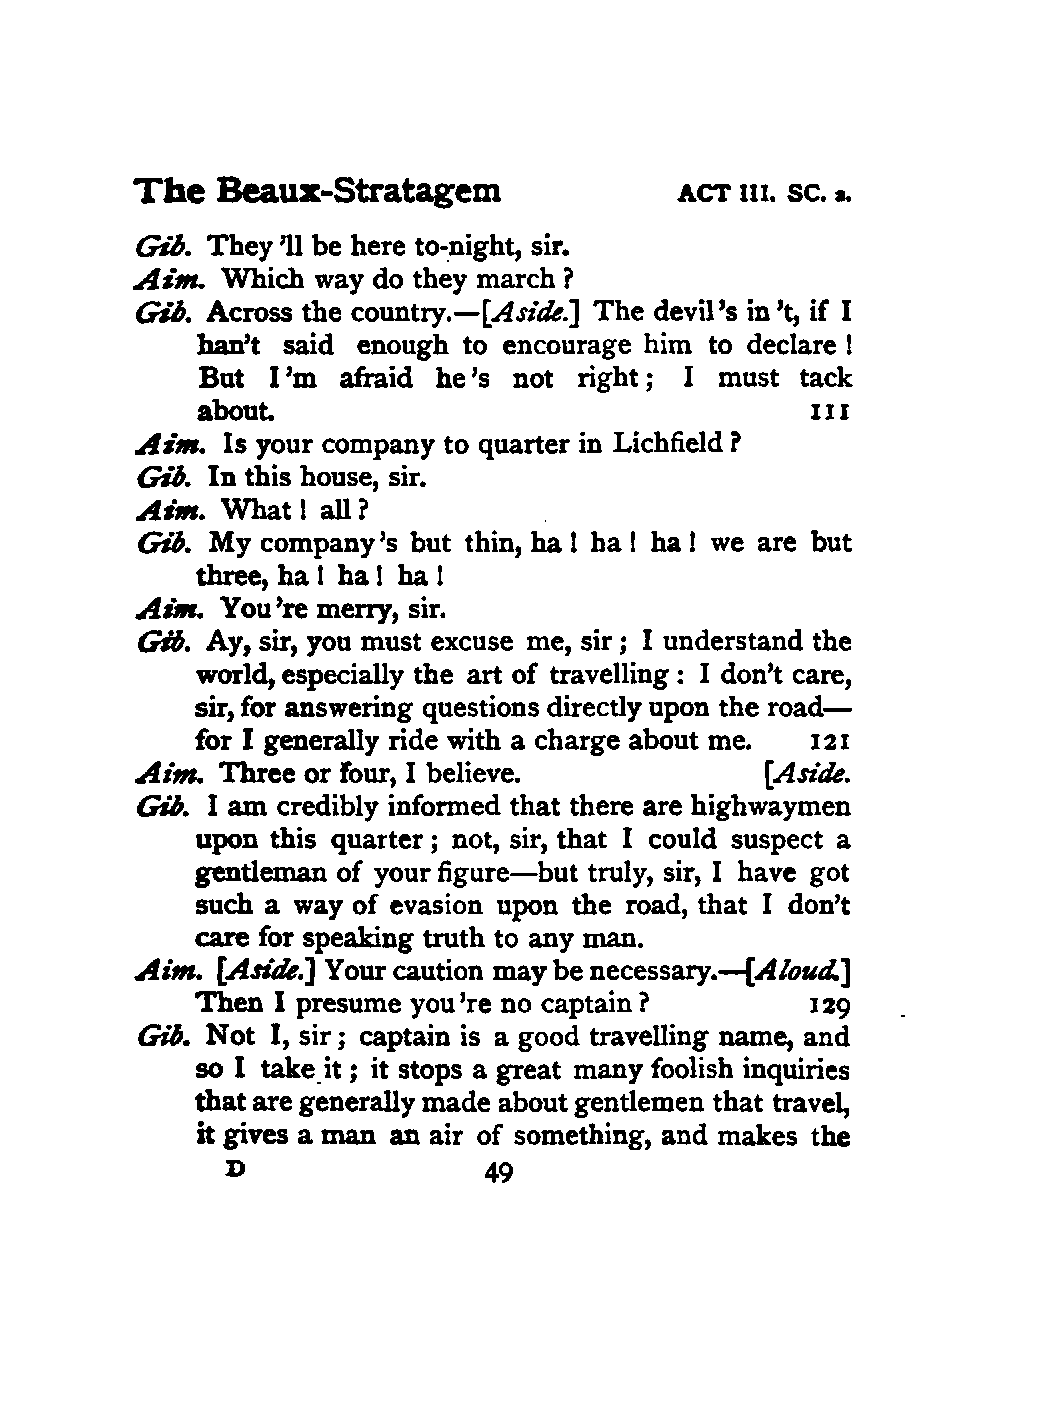 The Beaux-Stratagem ACT III. SC. 2.
Gib. They 'll be here to-night, sir.
Aim. Which way do they march ?
Gib. Across the country.—[Aside.] The devil 's in 't, if I
han't said enough to encourage him to declare !
But I 'm afraid he 's not right ; I must tack
about. 111
Aim. Is your company to quarter in Lichfield ?
Gib. In this house, sir.
Aim. What ! all ?
Gib. My company 's but thin, ha ! ha ! ha ! we are but
three, ha ! ha ! ha !
Aim. You 're merry, sir.
Gib. Ay, sir, you must excuse me, sir ; I understand the
world, especially the art of travelling : I don't care,
sir, for answering questions directly upon the road—
for I generally ride with a charge about me. 121
Aim. Three or four, I believe. [Aside.
Gib. I am credibly informed that there are highwaymen
upon this quarter ; not, sir, that I could suspect a
gentleman of your figure—but truly, sir, I have got
such a way of evasion upon the road, that I don't
care for speaking truth to any man.
Aim. [Aside.] Your caution may be necessary.—[Aloud.]
Then I presume you 're no captain ? 129
Gib. Not I, sir ; captain is a good travelling name, and
so I take it ; it stops a great many foolish inquiries
that are generally made about gentlemen that travel,
it gives a man an air of something, and makes the
D 49